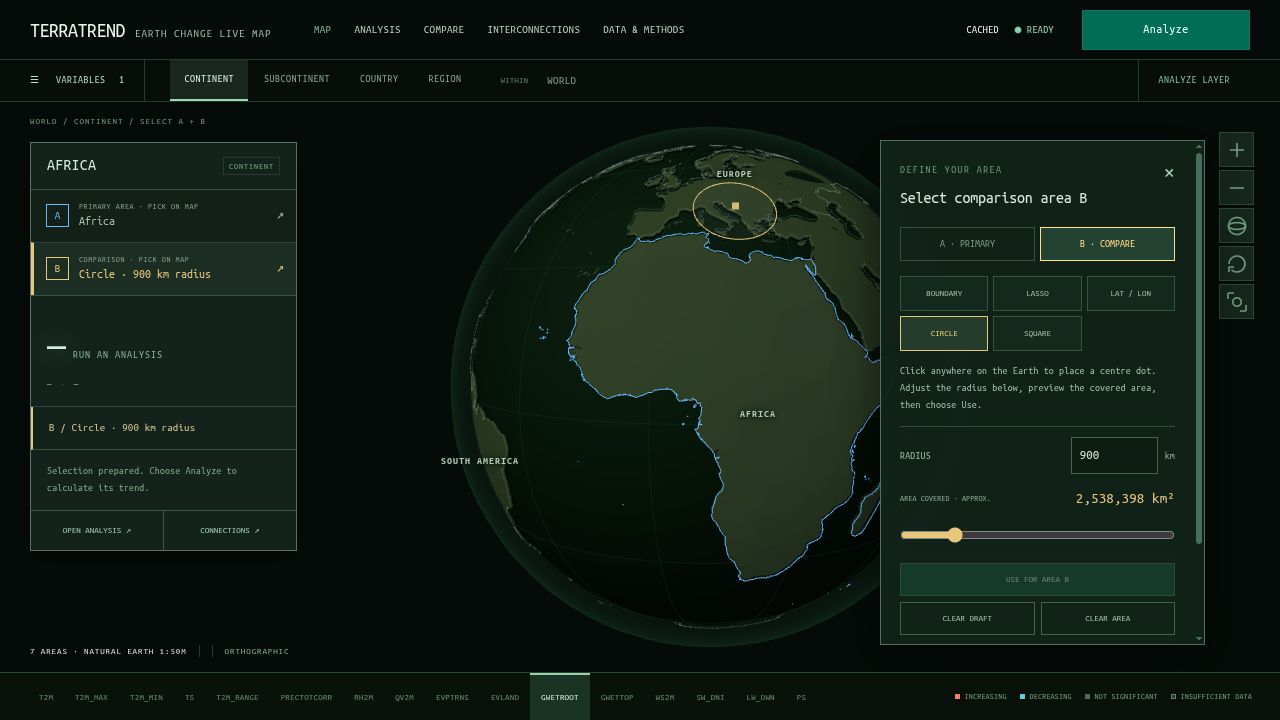 TERRATREND EARTH CHANGE LIVE MAP MAP ANALYSIS COMPARE INTERCONNECTIONS DATA & METHODS CACHED READY Analyze
☰ VARIABLES 1 CONTINENT SUBCONTINENT COUNTRY REGION WITHIN WORLD ANALYZE LAYER
WORLD / CONTINENT / SELECT A + B
AFRICA CONTINENT
A PRIMARY AREA · PICK ON MAP
Africa ↗
B COMPARISON · PICK ON MAP
Circle · 900 km radius ↗
— RUN AN ANALYSIS
— · —
B / Circle · 900 km radius
Selection prepared. Choose Analyze to
calculate its trend.
OPEN ANALYSIS ↗ CONNECTIONS ↗
EUROPE
AFRICA
SOUTH AMERICA
DEFINE YOUR AREA ×
Select comparison area B
A · PRIMARY B · COMPARE
BOUNDARY LASSO LAT / LON
CIRCLE SQUARE
Click anywhere on the Earth to place a centre dot.
Adjust the radius below, preview the covered area,
then choose Use.
RADIUS 900 km
AREA COVERED · APPROX. 2,538,398 km²
USE FOR AREA B
CLEAR DRAFT CLEAR AREA
7 AREAS · NATURAL EARTH 1:50M ORTHOGRAPHIC
T2M T2M_MAX T2M_MIN TS T2M_RANGE PRECTOTCORR RH2M QV2M EVPTRNS EVLAND GWETROOT GWETTOP WS2M SW_DNI LW_DWN PS INCREASING DECREASING NOT SIGNIFICANT INSUFFICIENT DATA